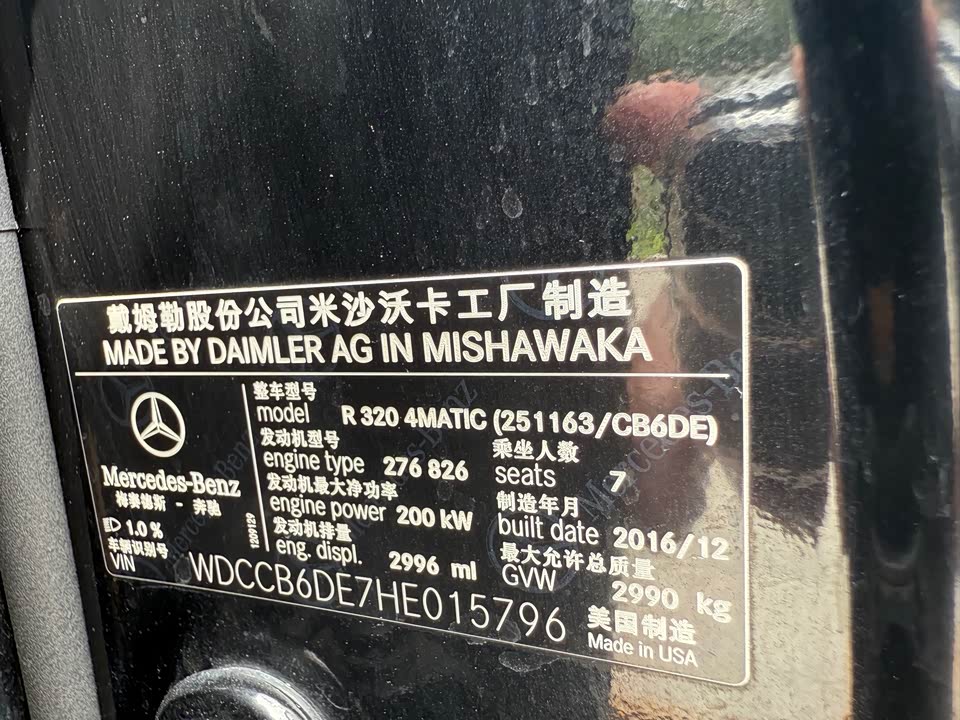 戴姆勒股份公司米沙沃卡工厂制造
MADE BY DAIMLER AG IN MISHAWAKA
Mercedes-Benz
梅赛德斯 - 奔驰
1.0 %
整车型号
model R 320 4MATIC (251163/CB6DE)
发动机型号
engine type 276 826
乘坐人数
seats 7
发动机最大净功率
engine power 200 kW
制造年月
built date 2016/12
发动机排量
eng. displ. 2996 ml
最大允许总质量
GVW 2990 kg
车辆识别号
VIN WDCCB6DE7HE015796
美国制造
Made in USA